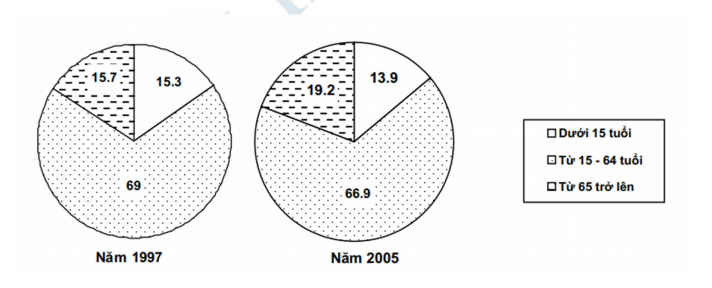 15.7
15.3
69
Năm 1997
19.2
13.9
66.9
Năm 2005
Dưới 15 tuổi
Từ 15 - 64 tuổi
Từ 65 trở lên